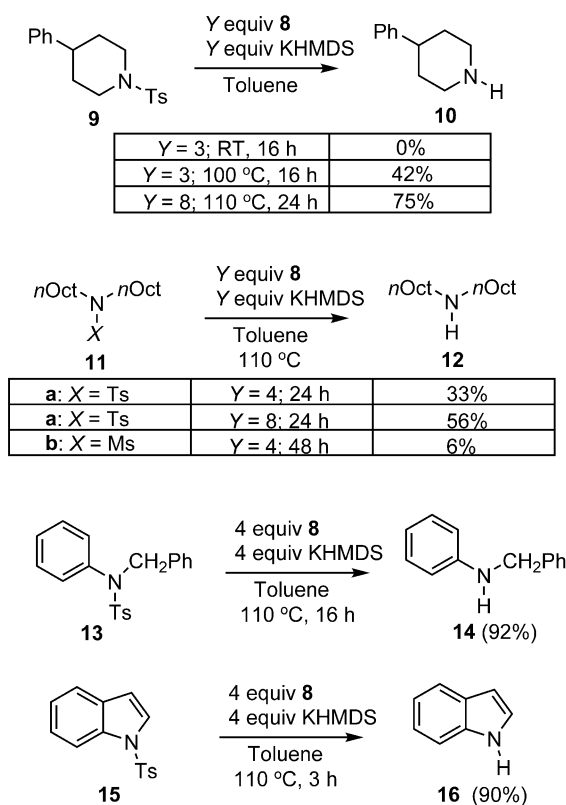 Ph
Y equiv 8
Y equiv KHMDS
Toluene
N
Ts
9
Ph
N
H
10
Y = 3; RT, 16 h 0%
Y = 3; 100 °C, 16 h 42%
Y = 8; 110 °C, 24 h 75%
nOct nOct
N
X
11
Y equiv 8
Y equiv KHMDS
Toluene
110 °C
nOct nOct
N
H
12
a: X = Ts Y = 4; 24 h 33%
a: X = Ts Y = 8; 24 h 56%
b: X = Ms Y = 4; 48 h 6%
CH2Ph
N
Ts
13
4 equiv 8
4 equiv KHMDS
Toluene
110 °C, 16 h
CH2Ph
N
H
14 (92%)
N
Ts
15
4 equiv 8
4 equiv KHMDS
Toluene
110 °C, 3 h
N
H
16 (90%)